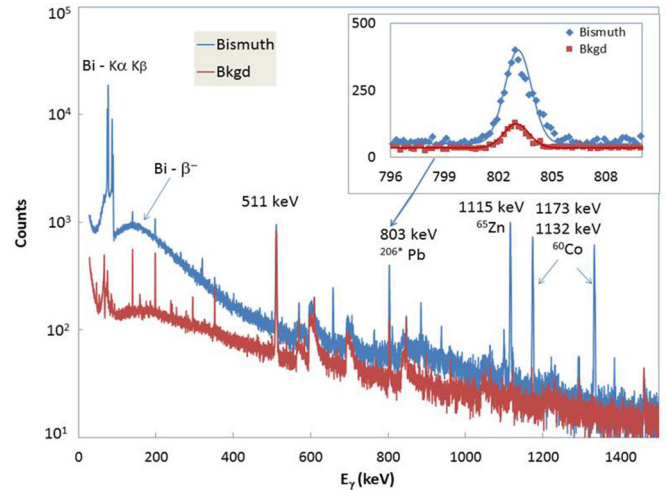 10⁵
10⁴
10³
10²
10¹
Counts
Bismuth
Bkgd
Bi - Kα Kβ
Bi - β⁻
511 keV
803 keV
²⁰⁶* Pb
1115 keV
⁶⁵Zn
1173 keV
1132 keV
⁶⁰Co
500
250
0
796 799 802 805 808
Bismuth
Bkgd
0 200 400 600 800 1000 1200 1400
Eᵧ (keV)